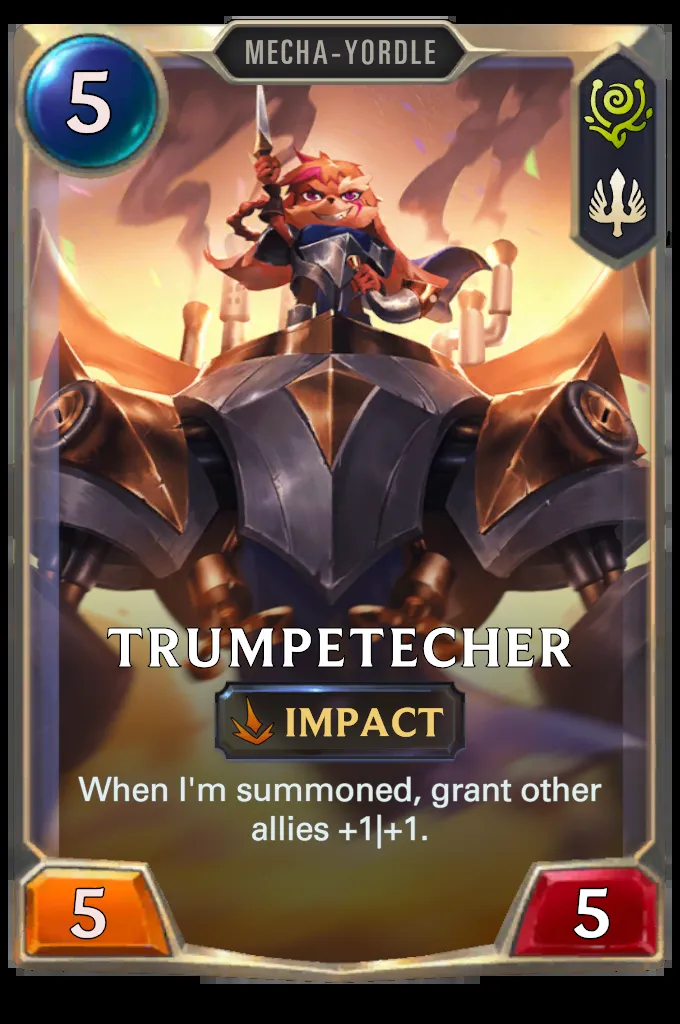 MECHA-YORDLE
5
TRUMPETECHER
IMPACT
When I'm summoned, grant other
allies +1|+1.
5
5